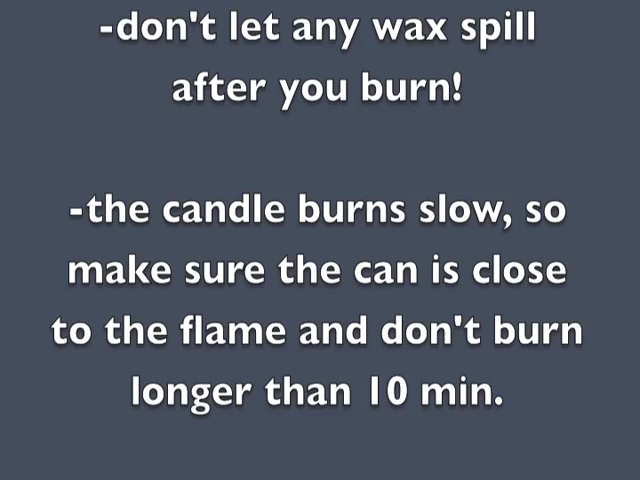 -don't let any wax spill
after you burn!
-the candle burns slow, so
make sure the can is close
to the flame and don't burn
longer than 10 min.